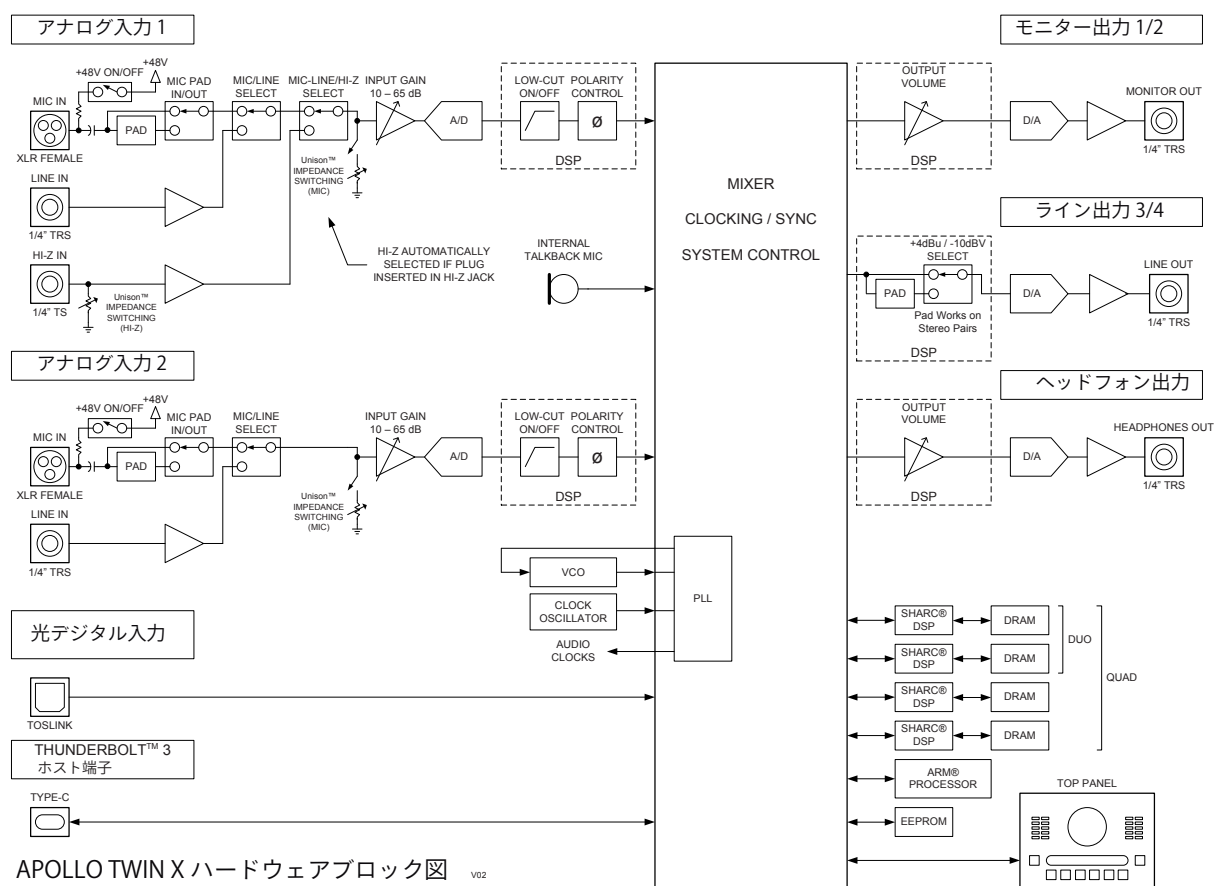 アナログ入力 1
+48V
+48V ON/OFF
MIC PAD
IN/OUT
MIC/LINE
SELECT
MIC-LINE/HI-Z
SELECT
INPUT GAIN
10 – 65 dB
MIC IN
PAD
XLR FEMALE
A/D
LOW-CUT
ON/OFF
POLARITY
CONTROL
Ø
DSP
Unison™
IMPEDANCE
SWITCHING
(MIC)
LINE IN
1/4" TRS
HI-Z IN
1/4" TS
Unison™
IMPEDANCE
SWITCHING
(HI-Z)
HI-Z AUTOMATICALLY
SELECTED IF PLUG
INSERTED IN HI-Z JACK
INTERNAL
TALKBACK MIC
アナログ入力 2
+48V
+48V ON/OFF
MIC PAD
IN/OUT
MIC/LINE
SELECT
INPUT GAIN
10 – 65 dB
MIC IN
PAD
XLR FEMALE
A/D
LOW-CUT
ON/OFF
POLARITY
CONTROL
Ø
DSP
Unison™
IMPEDANCE
SWITCHING
(MIC)
LINE IN
1/4" TRS
VCO
CLOCK
OSCILLATOR
AUDIO
CLOCKS
PLL
光デジタル入力
TOSLINK
THUNDERBOLT™ 3
ホスト端子
TYPE-C
MIXER
CLOCKING / SYNC
SYSTEM CONTROL
モニター出力 1/2
OUTPUT
VOLUME
DSP
D/A
MONITOR OUT
1/4" TRS
ライン出力 3/4
+4dBu / -10dBV
SELECT
PAD
Pad Works on
Stereo Pairs
DSP
D/A
LINE OUT
1/4" TRS
ヘッドフォン出力
OUTPUT
VOLUME
DSP
D/A
HEADPHONES OUT
1/4" TRS
SHARC®
DSP
DRAM
SHARC®
DSP
DRAM
DUO
SHARC®
DSP
DRAM
SHARC®
DSP
DRAM
QUAD
ARM®
PROCESSOR
EEPROM
TOP PANEL
APOLLO TWIN X ハードウェアブロック図 V02